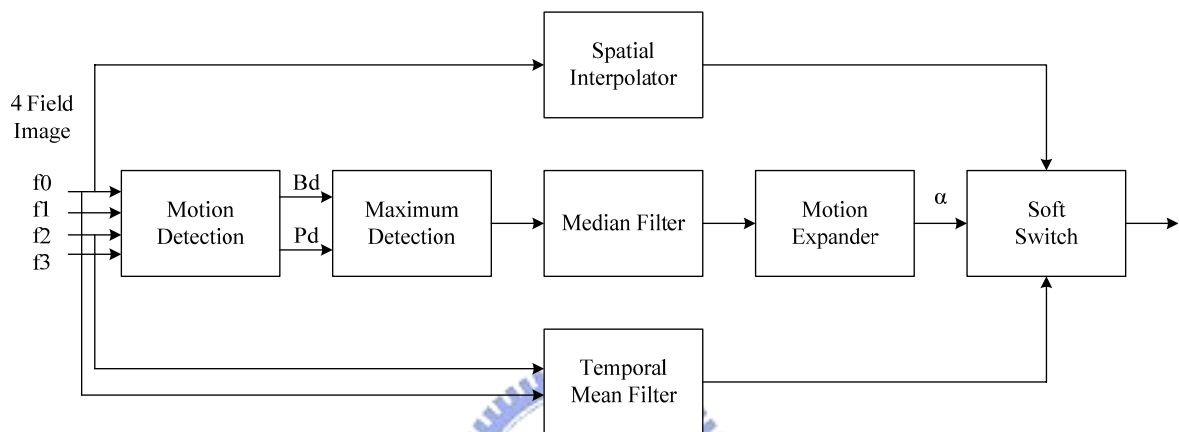 Spatial
Interpolator
4 Field
Image
f0
f1
f2
f3
Motion
Detection
Bd
Pd
Maximum
Detection
Median Filter
Motion
Expander
α
Soft
Switch
Temporal
Mean Filter